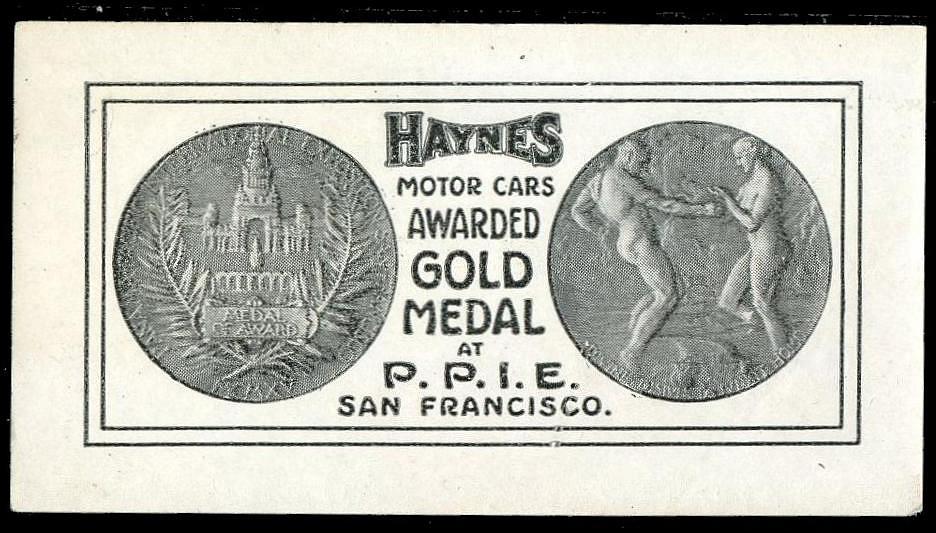 HAYNES
MOTOR CARS
AWARDED
GOLD
MEDAL
AT
P. P. I. E.
SAN FRANCISCO.
MEDAL
OF AWARD